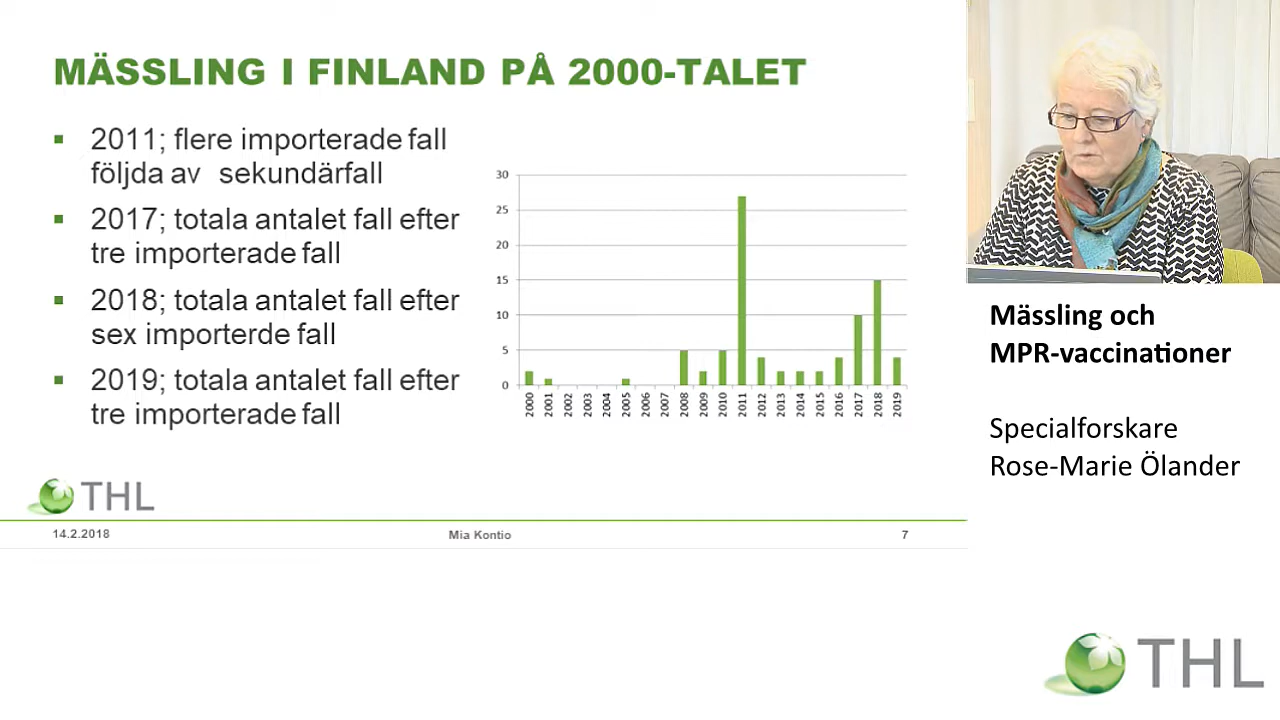 MÄSSLING I FINLAND PÅ 2000-TALET
2011; flere importerade fall
följda av sekundärfall
2017; totala antalet fall efter
tre importerade fall
2018; totala antalet fall efter
sex importerde fall
2019; totala antalet fall efter
tre importerade fall
30
25
20
15
10
5
0
2000 2001 2002 2003 2004 2005 2006 2007 2008 2009 2010 2011 2012 2013 2014 2015 2016 2017 2018 2019
THL
14.2.2018 Mia Kontio 7
Mässling och
MPR-vaccinationer
Specialforskare
Rose-Marie Ölander
THL